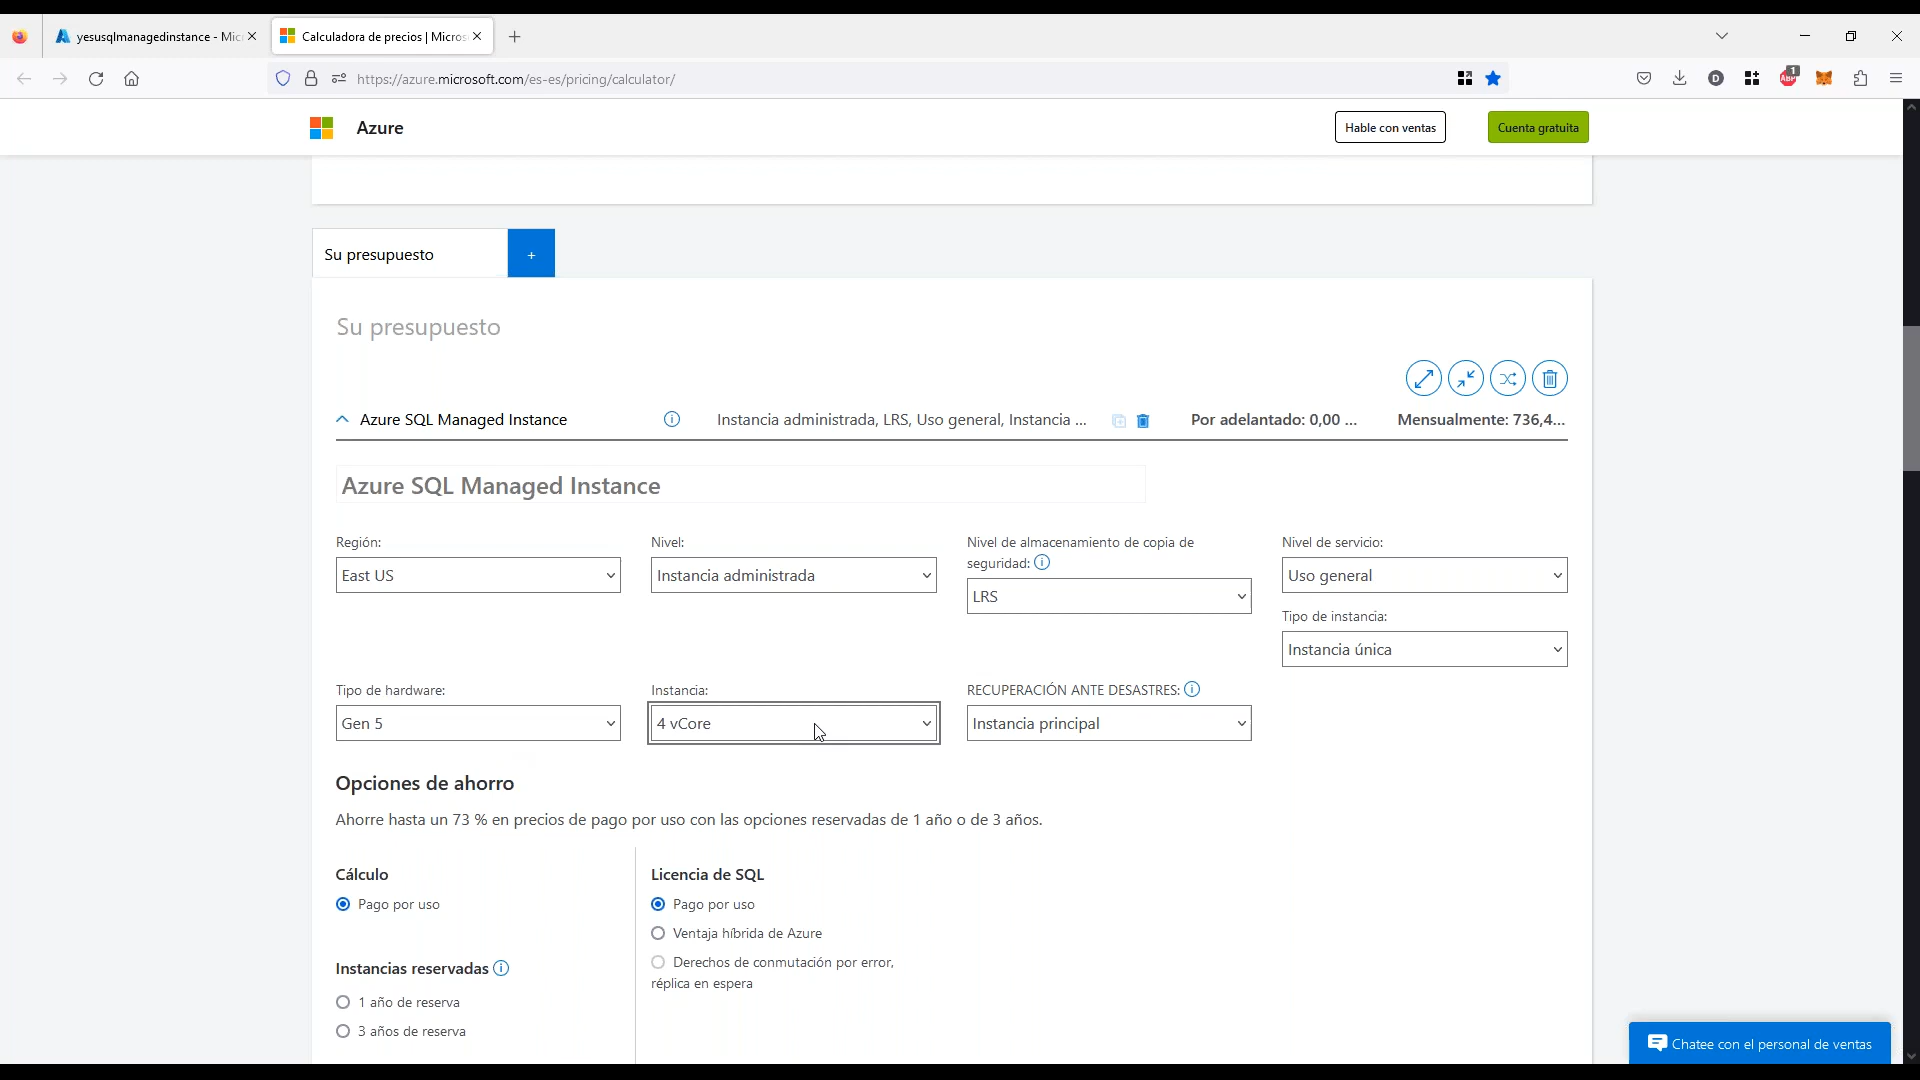 yesusqlmanagedinstance - Mic
Calculadora de precios | Micros
https://azure.microsoft.com/es-es/pricing/calculator/
D
ABP
1
Azure
Hable con ventas
Cuenta gratuita
Su presupuesto
+
Su presupuesto
Azure SQL Managed Instance
Instancia administrada, LRS, Uso general, Instancia ...
Por adelantado: 0,00 ...
Mensualmente: 736,4...
Azure SQL Managed Instance
Región:
East US
Nivel:
Instancia administrada
Nivel de almacenamiento de copia de
seguridad:
LRS
Nivel de servicio:
Uso general
Tipo de instancia:
Instancia única
Tipo de hardware:
Gen 5
Instancia:
4 vCore
RECUPERACIÓN ANTE DESASTRES:
Instancia principal
Opciones de ahorro
Ahorre hasta un 73 % en precios de pago por uso con las opciones reservadas de 1 año o de 3 años.
Cálculo
Pago por uso
Instancias reservadas
1 año de reserva
3 años de reserva
Licencia de SQL
Pago por uso
Ventaja híbrida de Azure
Derechos de conmutación por error,
réplica en espera
Chatee con el personal de ventas